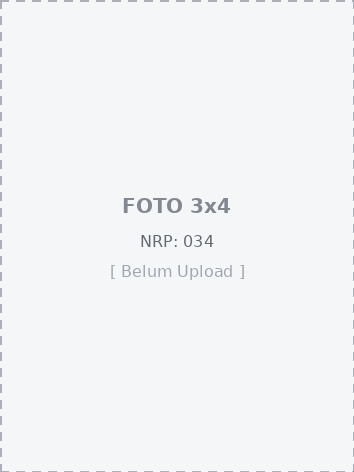 FOTO 3x4
NRP: 034
[ Belum Upload ]